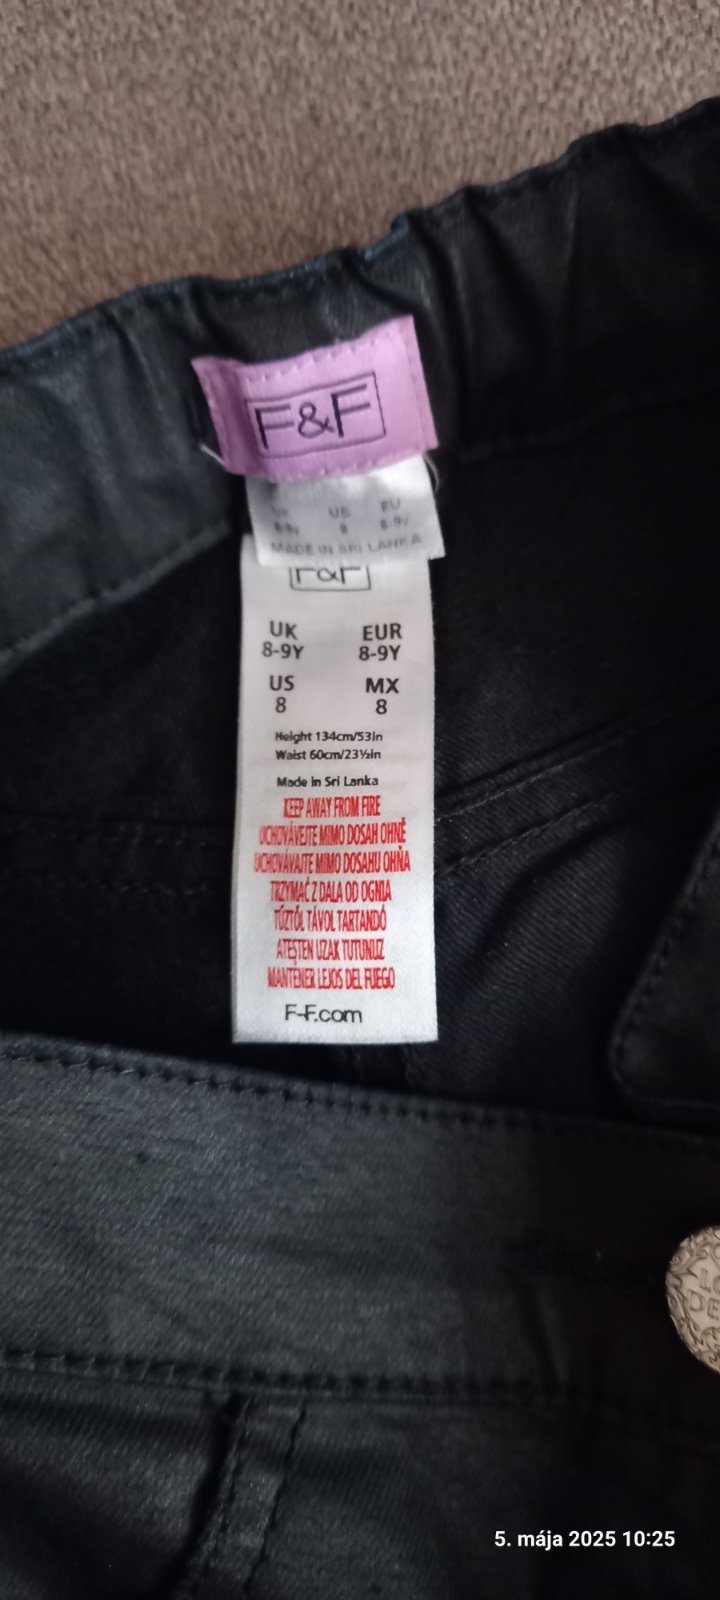 F&F
UK US EU
8-9y 8 8-9y
MADE IN SRI LANKA
F&F
UK EUR
8-9Y 8-9Y
US MX
8 8
Height 134cm/53in
Waist 60cm/23½in
Made in Sri Lanka
KEEP AWAY FROM FIRE
UCHOVÁVEJTE MIMO DOSAH OHNĚ
UCHOVÁVAJTE MIMO DOSAHU OHŇA
TRZYMAĆ Z DALA OD OGNIA
TŰZTŐL TÁVOL TARTANDÓ
ATEŞTEN UZAK TUTUNUZ
MANTENER LEJOS DEL FUEGO
F-F.com
5. mája 2025 10:25